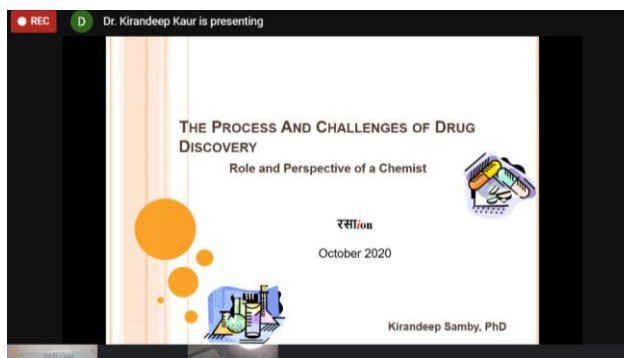 REC
D Dr. Kirandeep Kaur is presenting
THE PROCESS AND CHALLENGES OF DRUG
DISCOVERY
Role and Perspective of a Chemist
रसाion
October 2020
Kirandeep Samby, PhD